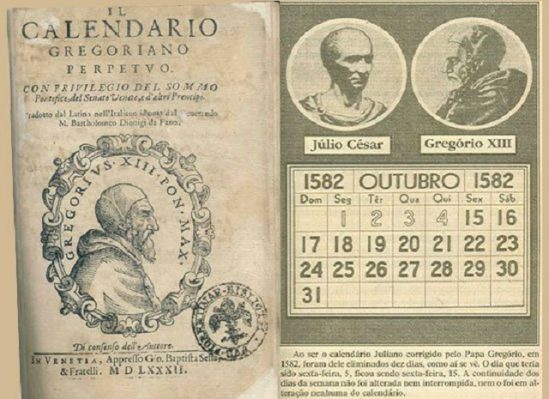 IL
CALENDARIO
GREGORIANO
PERPETVO.
CON PRIVILEGIO DEL SOMMO
Pontefice, del Senato Veneto, e d'altri Prencipi.
Tradotto dal Latino nell'Italiano idioma dal Reuerendo
M. Bartholomeo Dionigi da Fano.
GREGORIVS. XIII. PON. MAX.
Di consenso dell'Autore.
IN VENETIA, Appresso Gio. Baptista Sessa,
& Fratelli. M D LXXXII.
Júlio César
Gregório XIII
1582 OUTUBRO 1582
Dom Seg Têr Qua Qui Sex Sáb
1 2 3 4 15 16
17 18 19 20 21 22 23
24 25 26 27 28 29 30
31
Ao ser o calendário Juliano corrigido pelo Papa Gregório, em
1582, foram dele eliminados dez dias, como aí se vê. O dia que teria
sido sexta-feira, 5, ficou sendo sexta-feira, 15. A continuidade dos
dias da semana não foi alterada nem interrompida, nem o foi em al-
teração nenhuma do calendário.